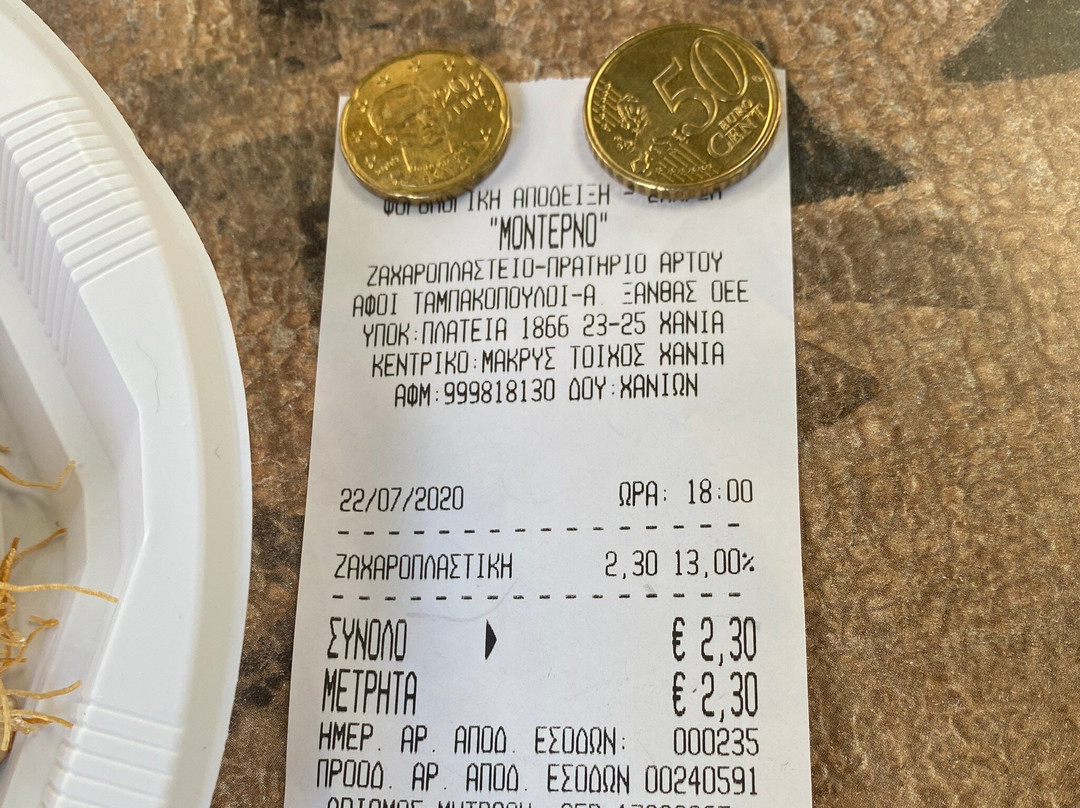 50
EURO
CENT
ΑΠΟΔΕΙΞΗ -
"ΜΟΝΤΕΡΝΟ"
ΖΑΧΑΡΟΠΛΑΣΤΕΙΟ-ΠΡΑΤΗΡΙΟ ΑΡΤΟΥ
ΑΦΟΙ ΤΑΜΠΑΚΟΠΟΥΛΟΙ-Α. ΞΑΝΘΑΣ ΟΕΕ
ΥΠΟΚ:ΠΛΑΤΕΙΑ 1866 23-25 ΧΑΝΙΑ
ΚΕΝΤΡΙΚΟ:ΜΑΚΡΥΣ ΤΟΙΧΟΣ ΧΑΝΙΑ
ΑΦΜ:999818130 ΔΟΥ:ΧΑΝΙΩΝ
22/07/2020 ΩΡΑ: 18:00
ΖΑΧΑΡΟΠΛΑΣΤΙΚΗ 2,30 13,00%
ΣΥΝΟΛΟ € 2,30
ΜΕΤΡΗΤΑ € 2,30
ΗΜΕΡ. ΑΡ. ΑΠΟΔ. ΕΣΟΔΩΝ: 000235
ΠΡΟΟΔ. ΑΡ. ΑΠΟΔ. ΕΣΟΔΩΝ 00240591